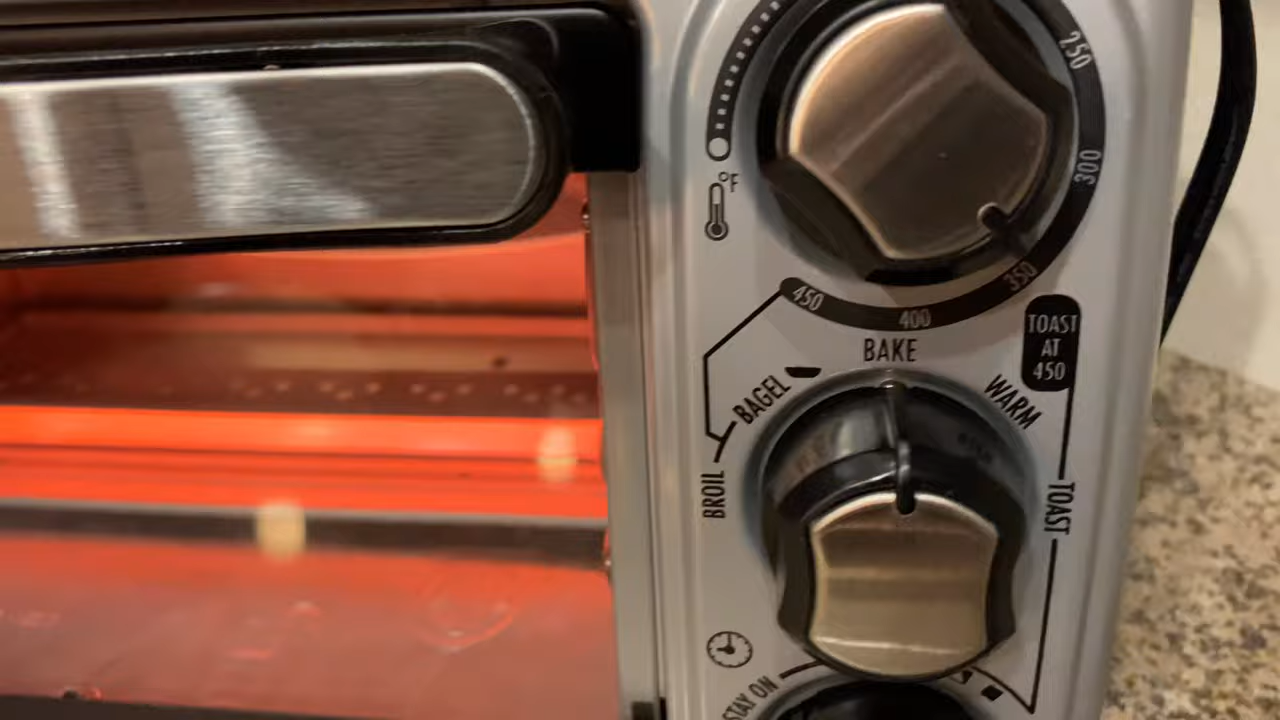 250
300
350
400
450
°F
TOAST
AT
450
BAKE
BAGEL
WARM
BROIL
TOAST
STAY ON